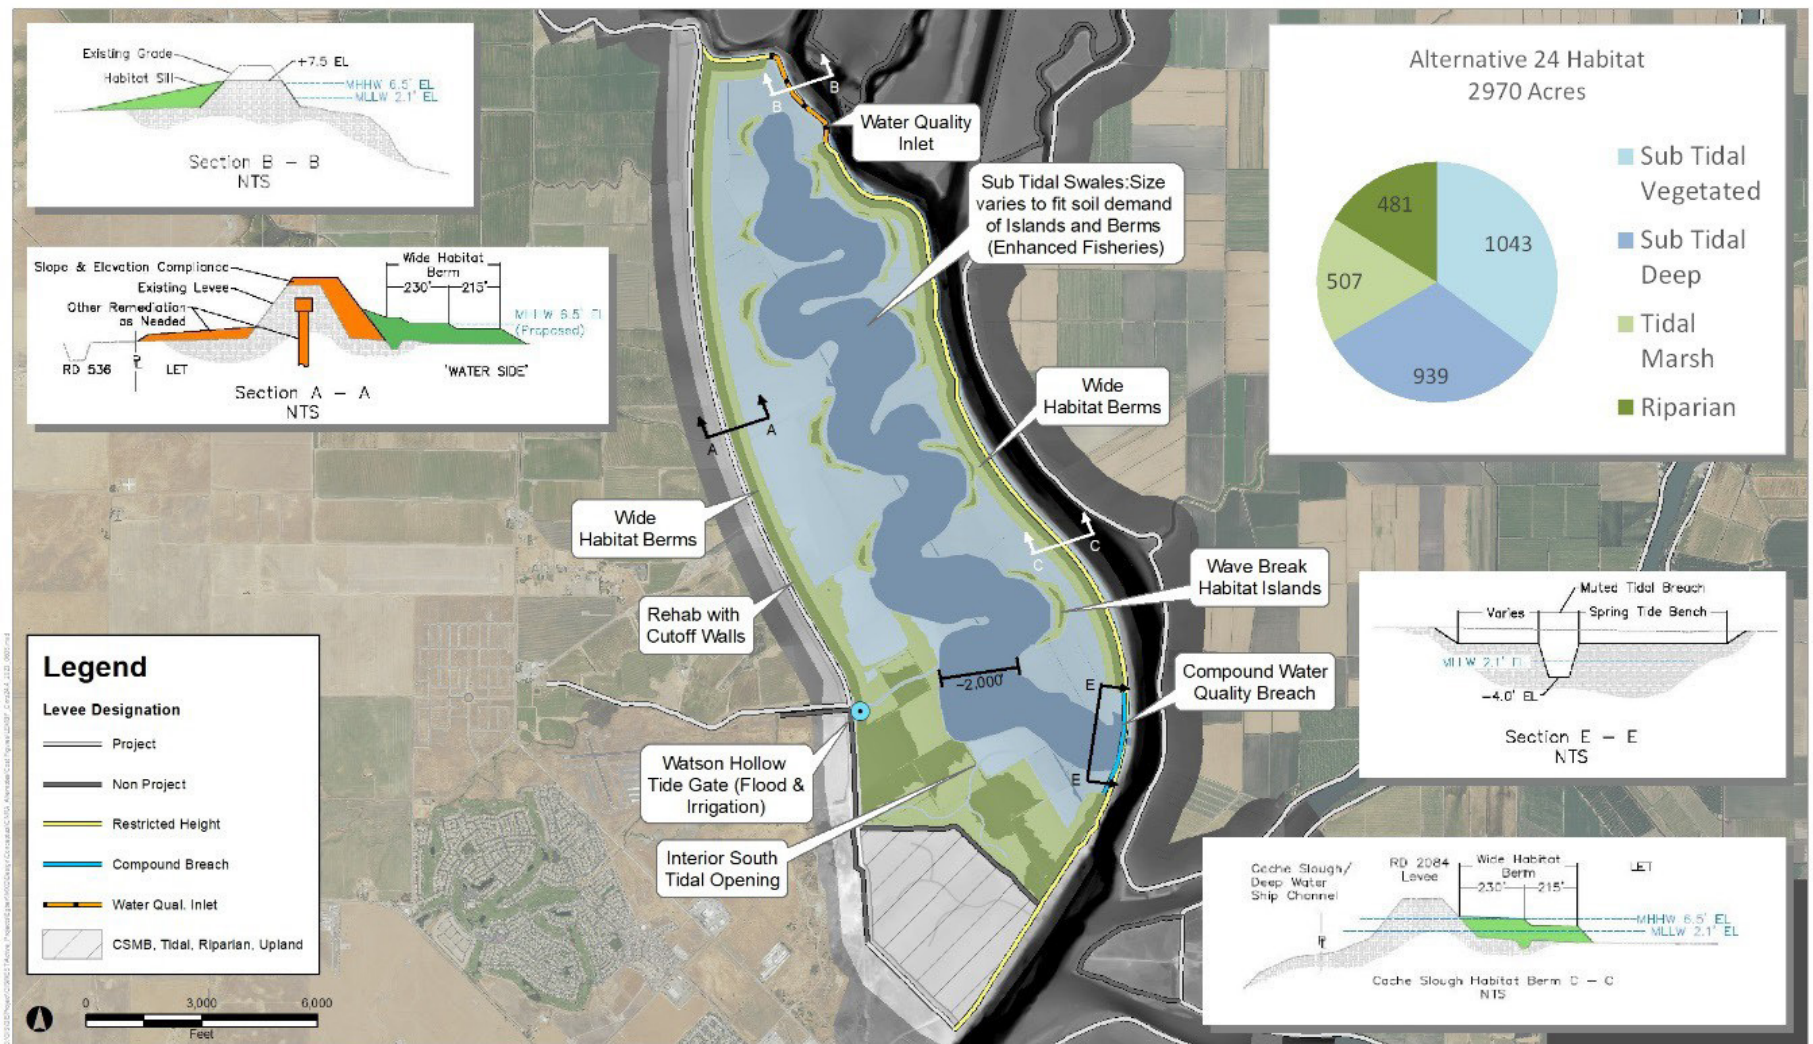 Existing Grade
Habitat Sill
+7.5 EL
MHHW 6.5' EL
MLLW 2.1' EL
Section B - B
NTS
Slope & Elevation Compliance
Existing Levee
Other Remediation
as Needed
Wide Habitat
Berm
230'
215'
MHHW 6.5' EL
(Proposed)
RD 536
LET
'WATER SIDE'
Section A - A
NTS
B
B
Water Quality
Inlet
Sub Tidal Swales:Size
varies to fit soil demand
of Islands and Berms
(Enhanced Fisheries)
Wide
Habitat Berms
A
A
Wide
Habitat Berms
C
C
Wave Break
Habitat Islands
Rehab with
Cutoff Walls
~2,000'
E
E
Compound Water
Quality Breach
Watson Hollow
Tide Gate (Flood &
Irrigation)
Interior South
Tidal Opening
Alternative 24 Habitat
2970 Acres
481
1043
507
939
Sub Tidal
Vegetated
Sub Tidal
Deep
Tidal
Marsh
Riparian
Muted Tidal Breach
Varies
Spring Tide Bench
MLLW 2.1' EL
-4.0' EL
Section E - E
NTS
Cache Slough/
Deep Water
Ship Channel
RD 2084
Levee
Wide Habitat
Berm
230'
215'
LET
MHHW 6.5' EL
MLLW 2.1' EL
Cache Slough Habitat Berm C - C
NTS
Legend
Levee Designation
Project
Non Project
Restricted Height
Compound Breach
Water Qual. Inlet
CSMB, Tidal, Riparian, Upland
0
3,000
6,000
Feet